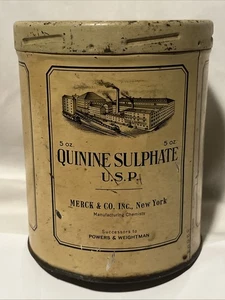 5 oz. 5 oz
QUININE SULPHATE
U.S.P.
MERCK & CO. INC., New York
Manufacturing Chemists
Successors to
POWERS & WEIGHTMAN